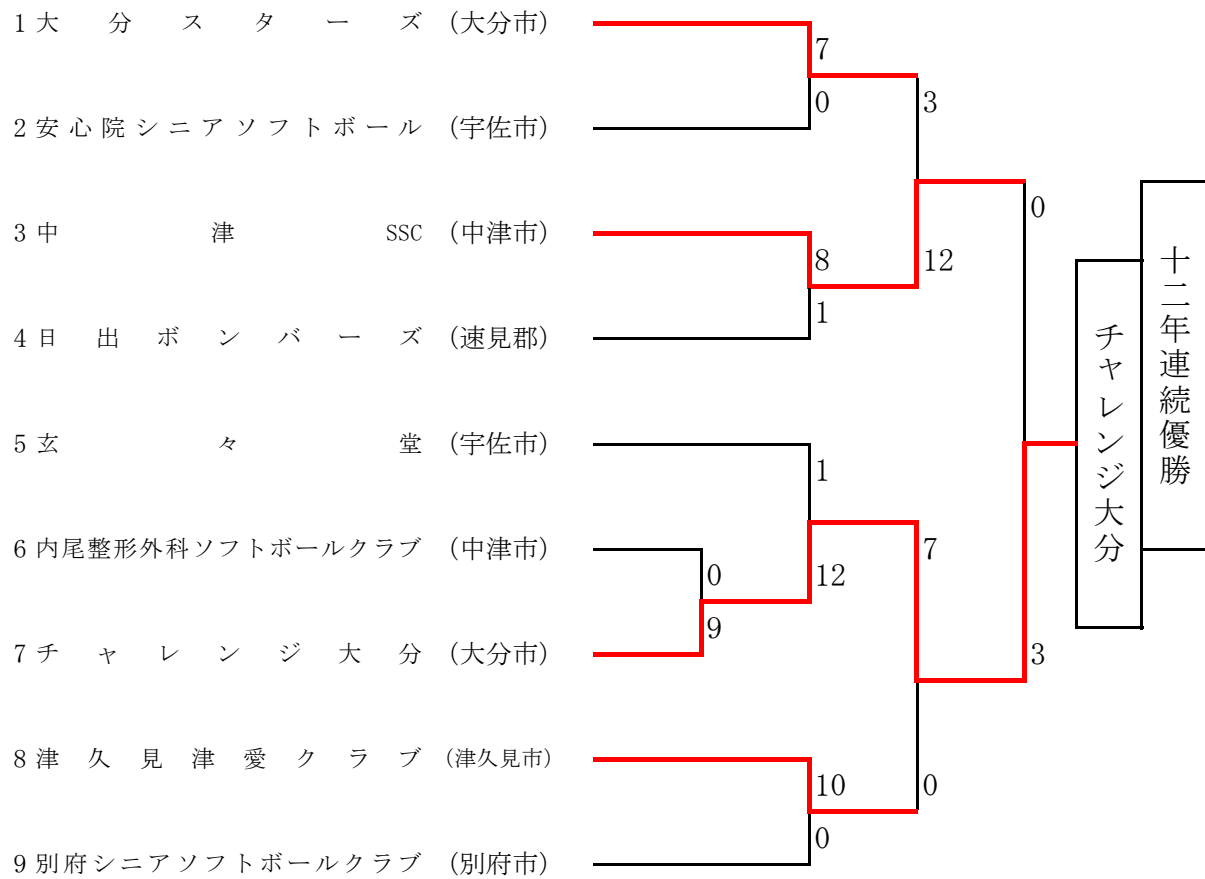 1 大分スターズ (大分市)
2 安心院シニアソフトボール (宇佐市)
3 中津SSC (中津市)
4 日出ボンバーズ (速見郡)
5 玄々堂 (宇佐市)
6 内尾整形外科ソフトボールクラブ (中津市)
7 チャレンジ大分 (大分市)
8 津久見津愛クラブ (津久見市)
9 別府シニアソフトボールクラブ (別府市)
0
9
7
0
8
1
1
12
10
0
3
12
7
0
0
3
チャレンジ大分
十二年連続優勝